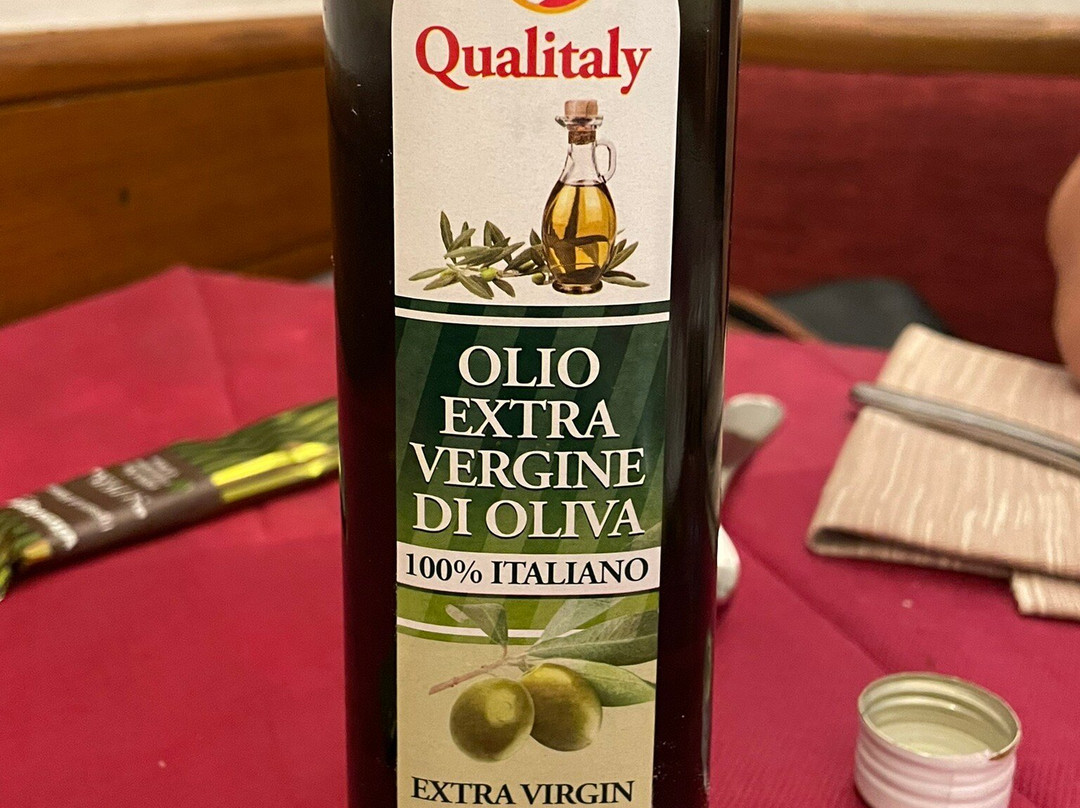 Qualitaly
OLIO
EXTRA
VERGINE
DI OLIVA
100% ITALIANO
EXTRA VIRGIN